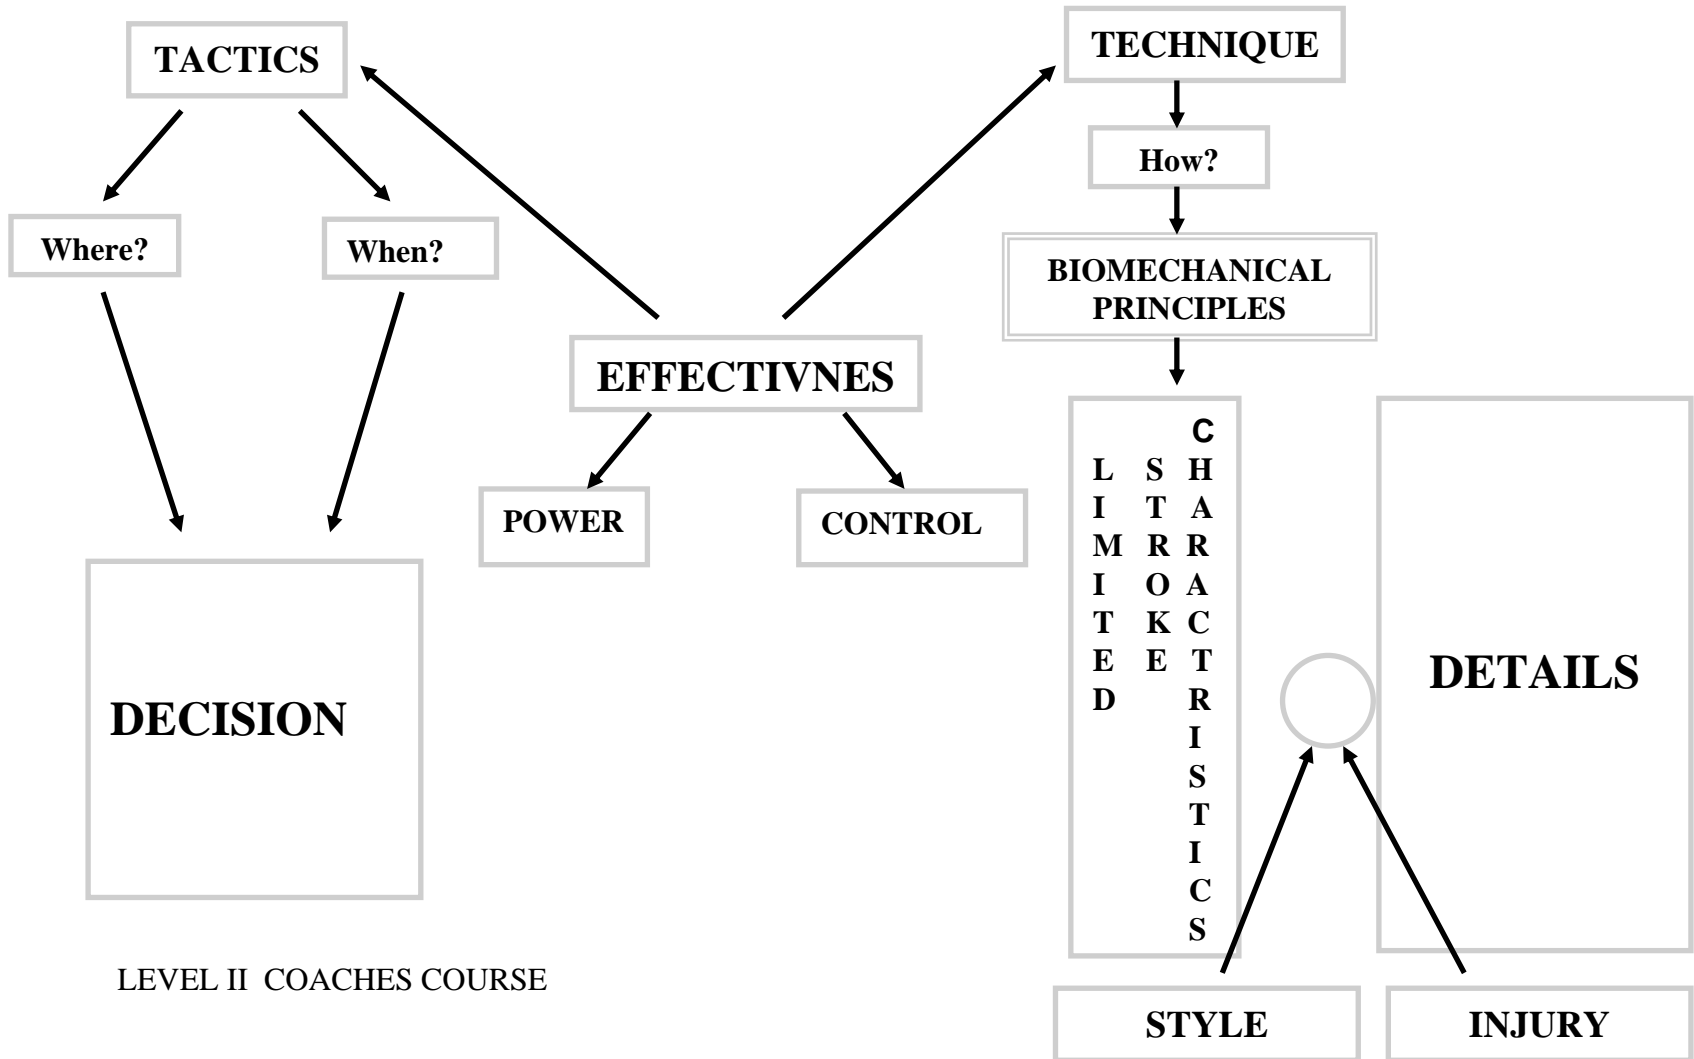 TACTICS
TECHNIQUE
How?
Where?
When?
BIOMECHANICAL
PRINCIPLES
EFFECTIVNES
POWER
CONTROL
LIMITED
STROKE
CHARACTRISTICS
DETAILS
DECISION
LEVEL II COACHES COURSE
STYLE
INJURY